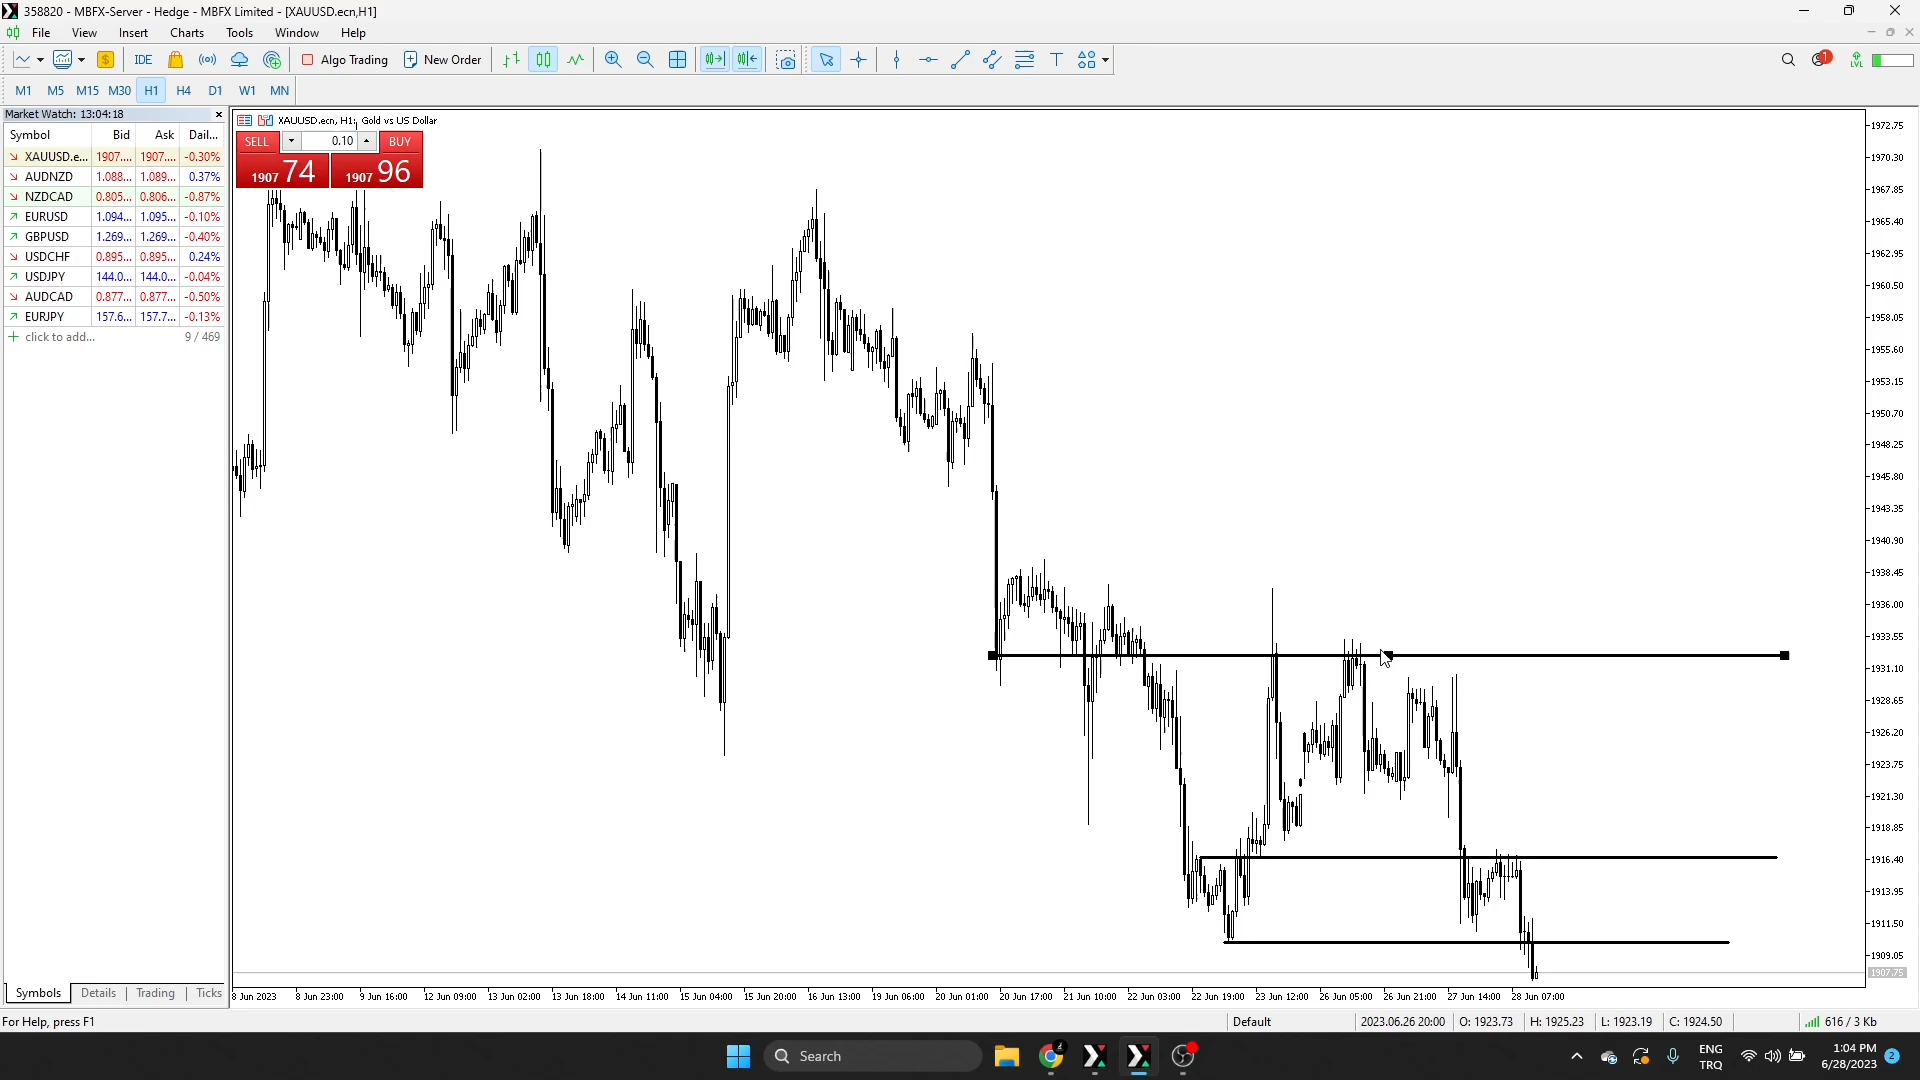 358820 - MBFX-Server - Hedge - MBFX Limited - [XAUUSD.ecn,H1]
File View Insert Charts Tools Window Help
IDE Algo Trading New Order LVL 1
M1 M5 M15 M30 H1 H4 D1 W1 MN
Market Watch: 13:04:18
Symbol Bid Ask Dail...
XAUUSD.e... 1907.... 1907.... -0.30%
AUDNZD 1.088... 1.089... 0.37%
NZDCAD 0.805... 0.806... -0.87%
EURUSD 1.094... 1.095... -0.10%
GBPUSD 1.269... 1.269... -0.40%
USDCHF 0.895... 0.895... 0.24%
USDJPY 144.0... 144.0... -0.04%
AUDCAD 0.877... 0.877... -0.50%
EURJPY 157.6... 157.7... -0.13%
click to add... 9 / 469
Symbols Details Trading Ticks
XAUUSD.ecn, H1: Gold vs US Dollar
SELL 0.10 BUY
1907 74 1907 96
1972.75
1970.30
1967.85
1965.40
1962.95
1960.50
1958.05
1955.60
1953.15
1950.70
1948.25
1945.80
1943.35
1940.90
1938.45
1936.00
1933.55
1931.10
1928.65
1926.20
1923.75
1921.30
1918.85
1916.40
1913.95
1911.50
1909.05
1907.75
8 Jun 2023 8 Jun 23:00 9 Jun 16:00 12 Jun 09:00 13 Jun 02:00 13 Jun 18:00 14 Jun 11:00 15 Jun 04:00 15 Jun 20:00 16 Jun 13:00 19 Jun 06:00 20 Jun 01:00 20 Jun 17:00 21 Jun 10:00 22 Jun 03:00 22 Jun 19:00 23 Jun 12:00 26 Jun 05:00 26 Jun 21:00 27 Jun 14:00 28 Jun 07:00
For Help, press F1 Default 2023.06.26 20:00 O: 1923.73 H: 1925.23 L: 1923.19 C: 1924.50 616 / 3 Kb
Search
ENG
TRQ
1:04 PM
6/28/2023
2